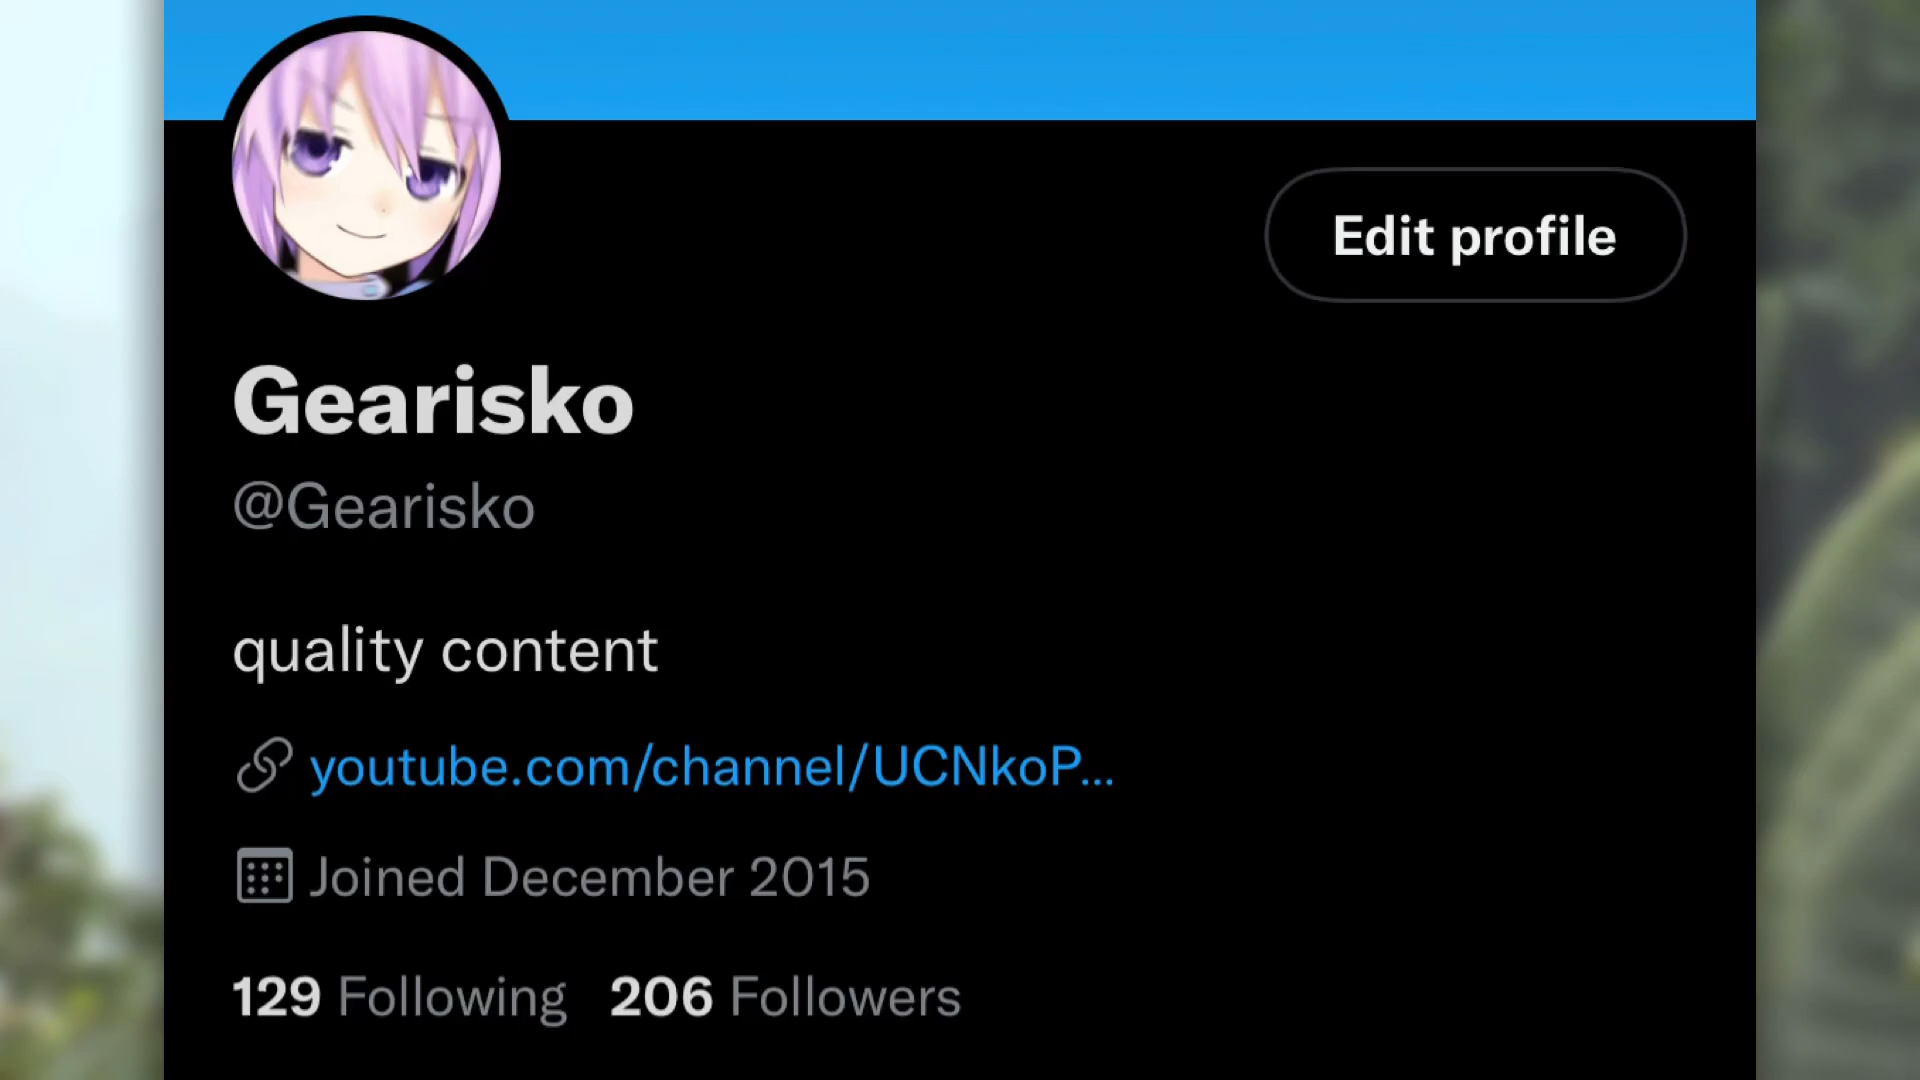 Edit profile
Gearisko
@Gearisko
quality content
youtube.com/channel/UCNkoP...
Joined December 2015
129 Following 206 Followers